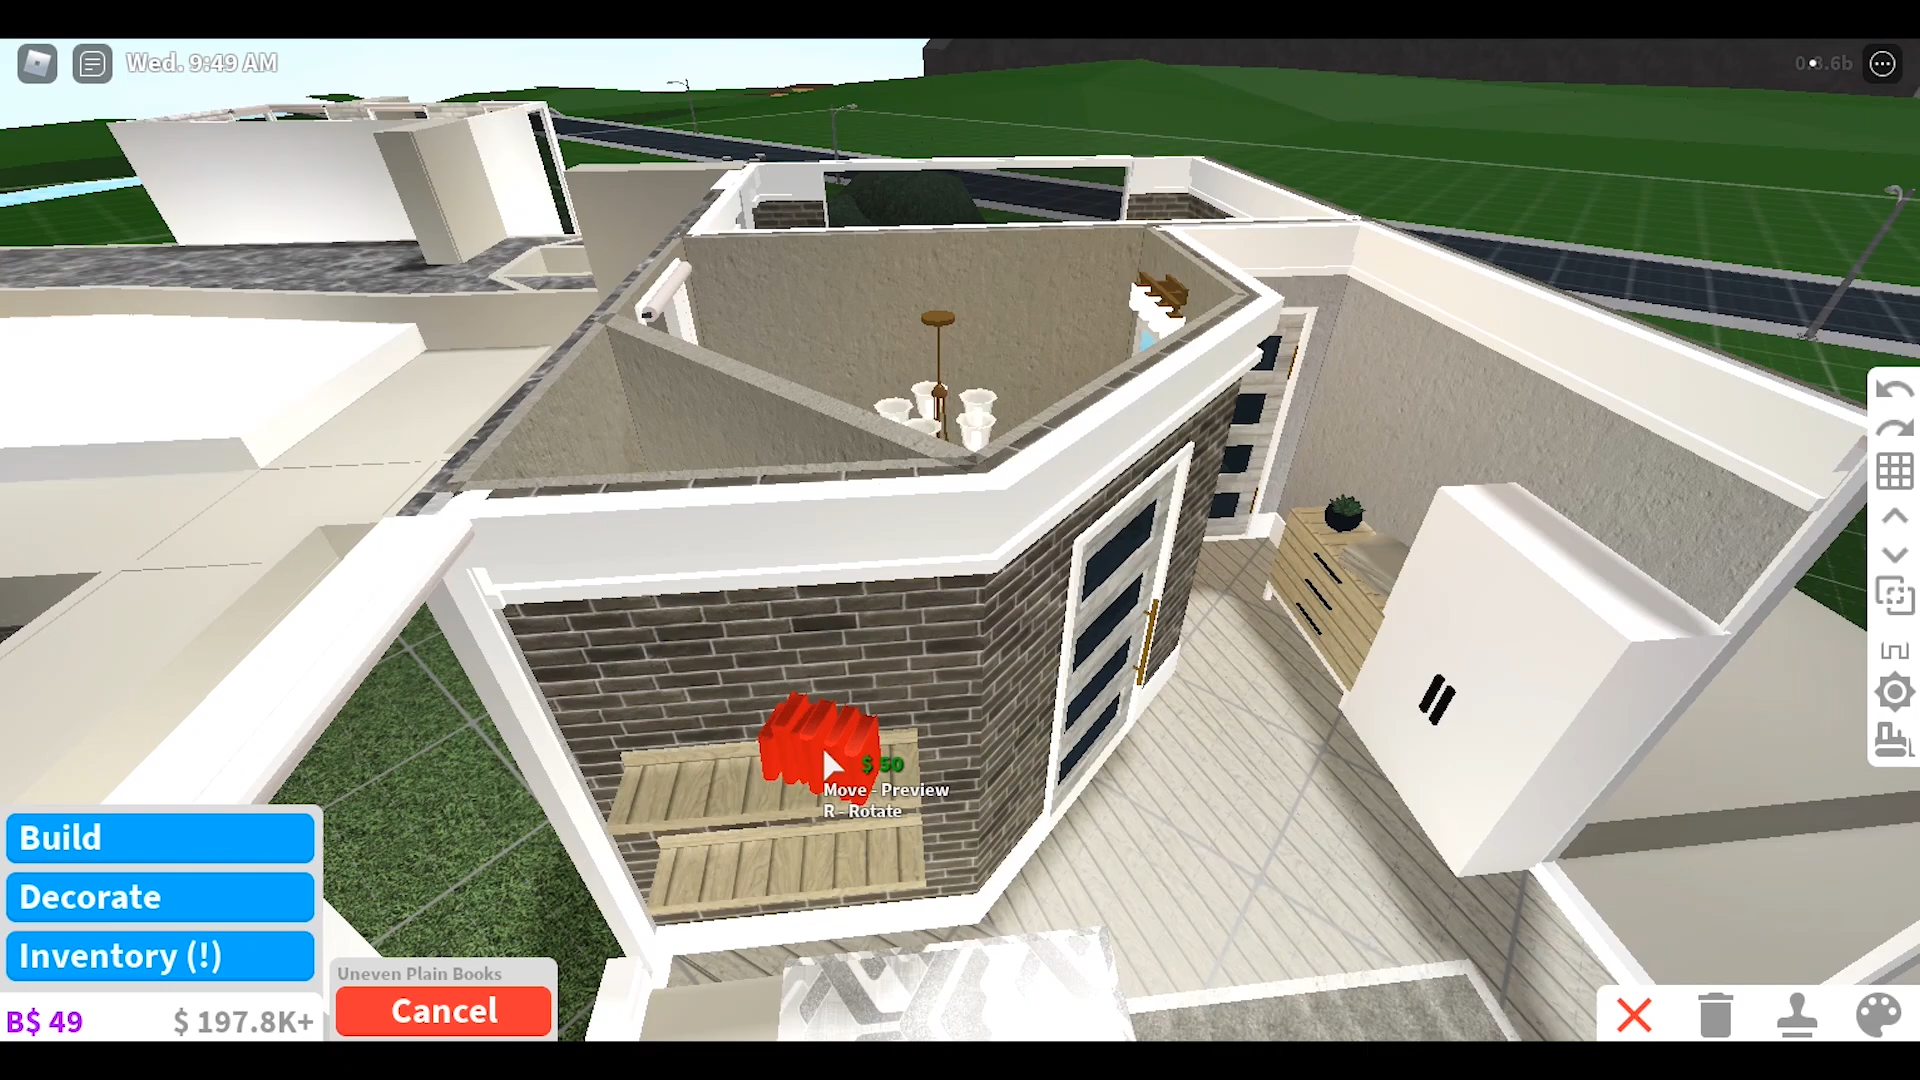 Wed. 9:49 AM
$ 50
Move - Preview
R - Rotate
Build
Decorate
Inventory (!)
Uneven Plain Books
Cancel
B$ 49
$ 197.8K+